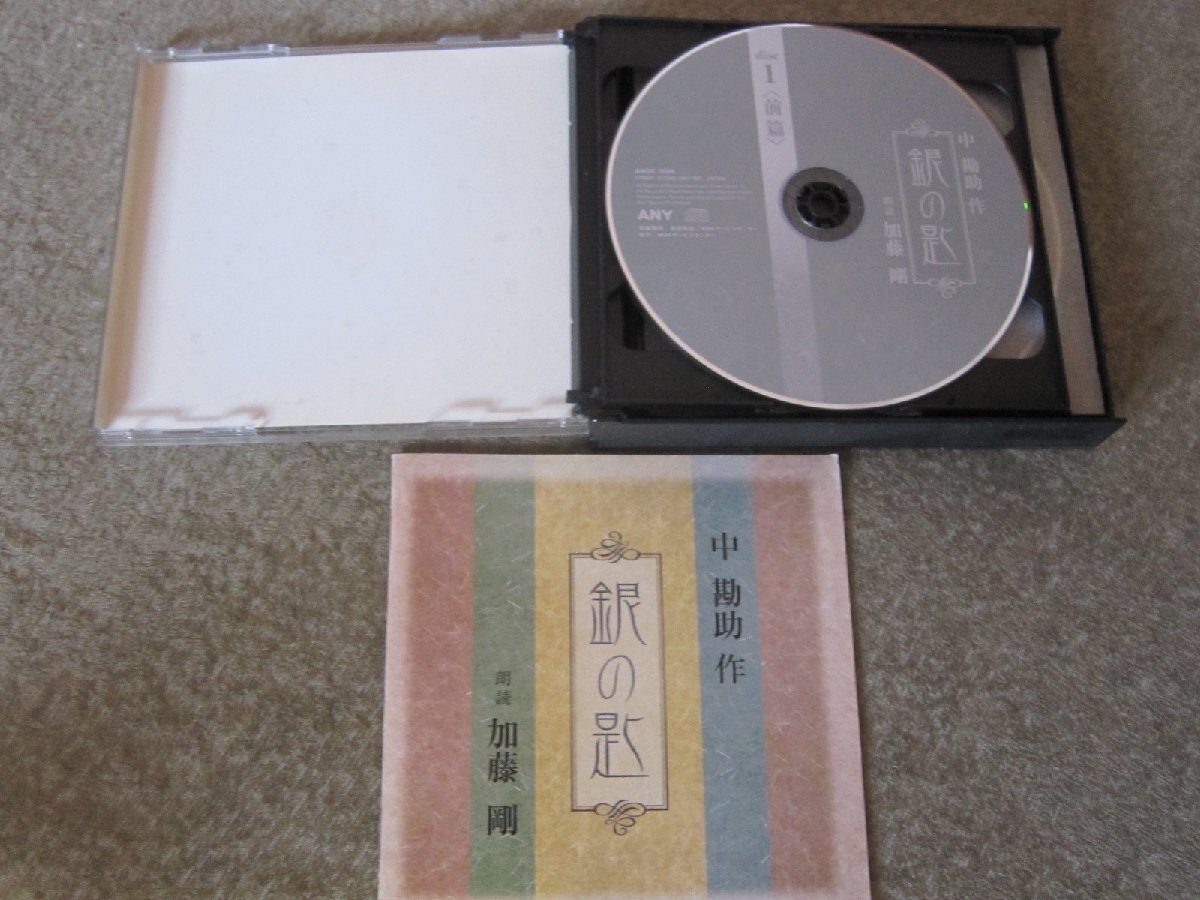 disc 1 〈前篇〉
中 勘助 作
銀の匙
朗読 加藤 剛
ANY
中 勘助 作
銀の匙
朗読 加藤 剛